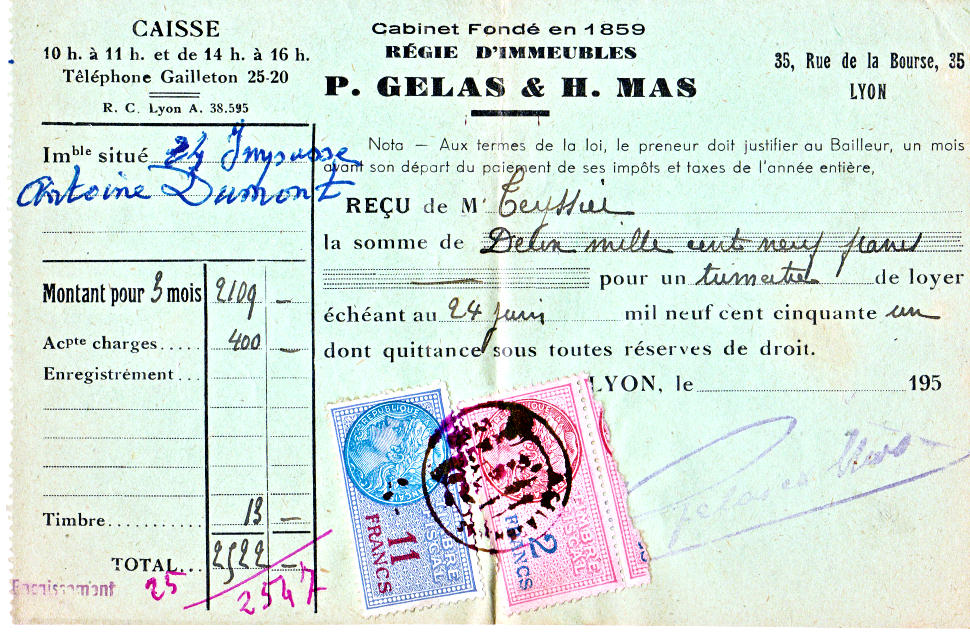 CAISSE
10 h. à 11 h. et de 14 h. à 16 h.
Téléphone Gailleton 25-20
R. C. Lyon A. 38.595
Cabinet Fondé en 1859
RÉGIE D'IMMEUBLES
P. GELAS & H. MAS
35, Rue de la Bourse, 35
LYON
Imble situé 24 Impasse
Antoine Dumont
Nota — Aux termes de la loi, le preneur doit justifier au Bailleur, un mois
avant son départ du paiement de ses impôts et taxes de l'année entière,
REÇU de Mr Teyssier
la somme de Deux mille cent neuf francs
pour un trimestre de loyer
échéant au 24 juin mil neuf cent cinquante un
dont quittance sous toutes réserves de droit.
LYON, le 195
Montant pour 3 mois 2109 —
Acpte charges..... 400 —
Enregistrément...
Timbre.......... 13 —
TOTAL... 2522 —
Encaissement 25
2547
RÉPUBLIQUE
TIMBRE
FISCAL
11
FRANCS
TIMBRE
FISCAL
2
FRANCS